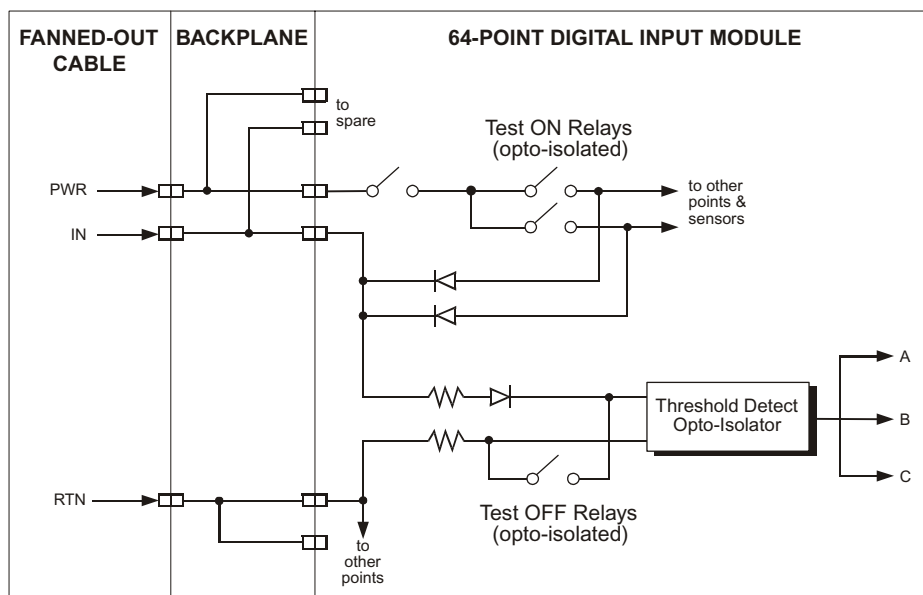 FANNED-OUT
CABLE
BACKPLANE
64-POINT DIGITAL INPUT MODULE
to
spare
Test ON Relays
(opto-isolated)
PWR
to other
points &
sensors
IN
A
Threshold Detect
Opto-Isolator
B
C
RTN
Test OFF Relays
(opto-isolated)
to
other
points